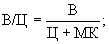 В/Ц = В / (Ц + МК);